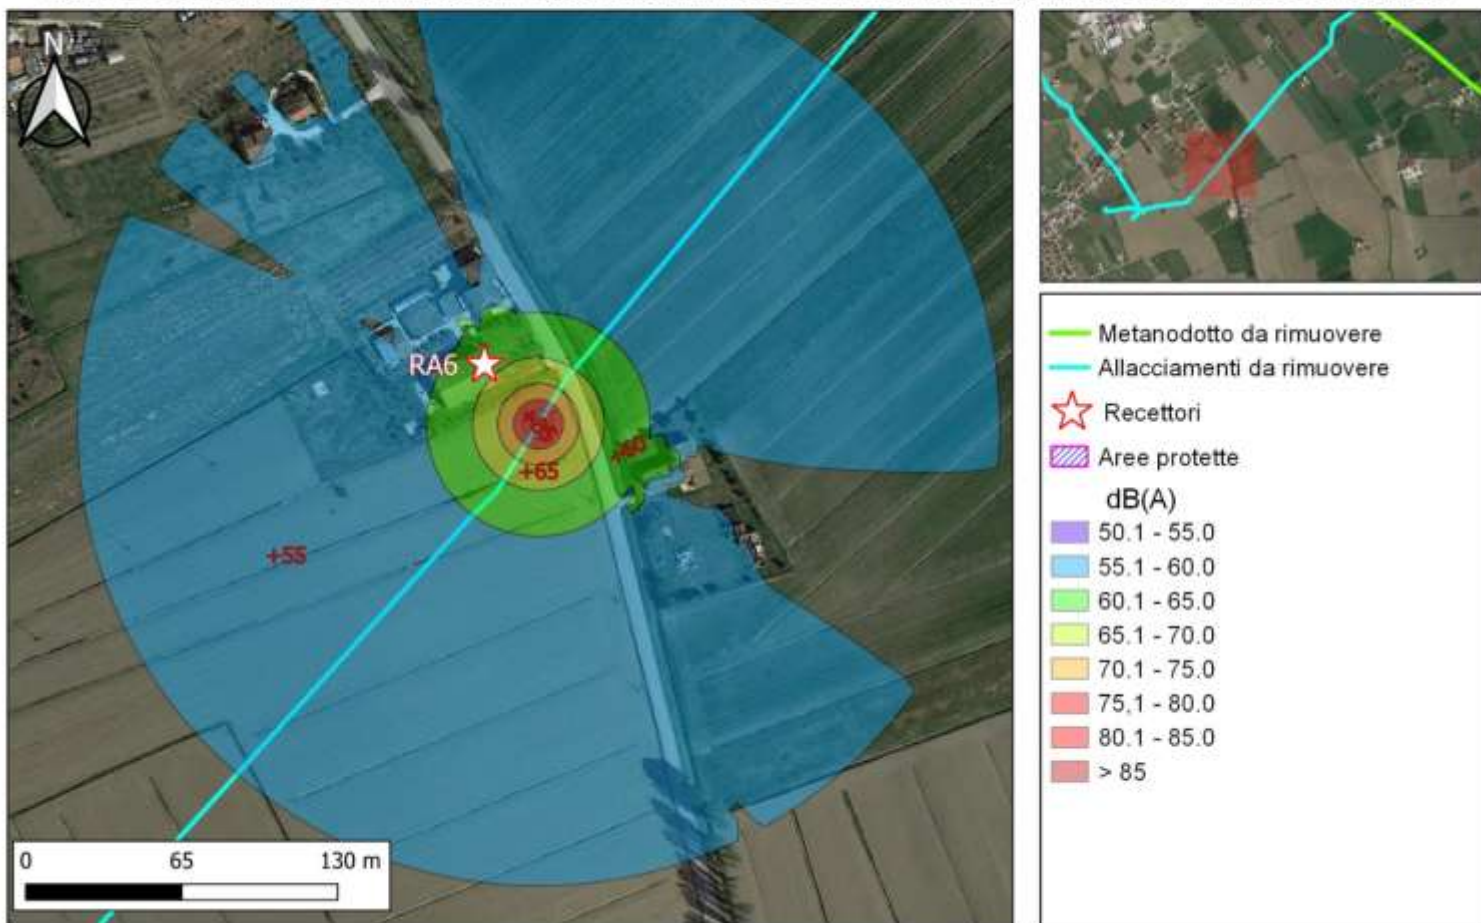 N
RA6
+65
+60
+55
0 65 130 m
Metanodotto da rimuovere
Allacciamenti da rimuovere
Recettori
Aree protette
dB(A)
50.1 - 55.0
55.1 - 60.0
60.1 - 65.0
65.1 - 70.0
70.1 - 75.0
75,1 - 80.0
80.1 - 85.0
> 85